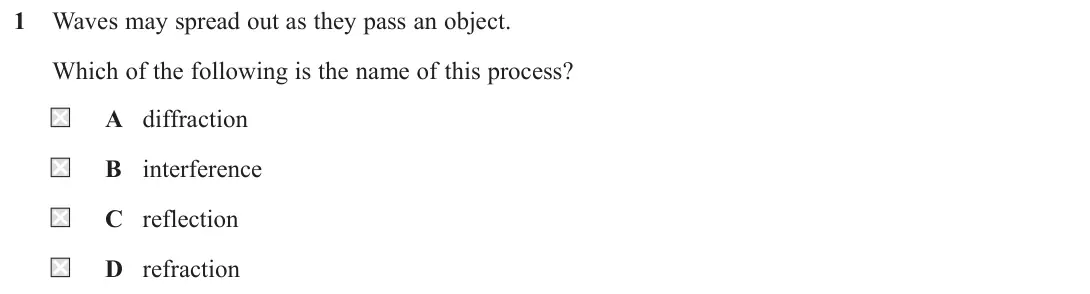 1 Waves may spread out as they pass an object.
Which of the following is the name of this process?
A diffraction
B interference
C reflection
D refraction